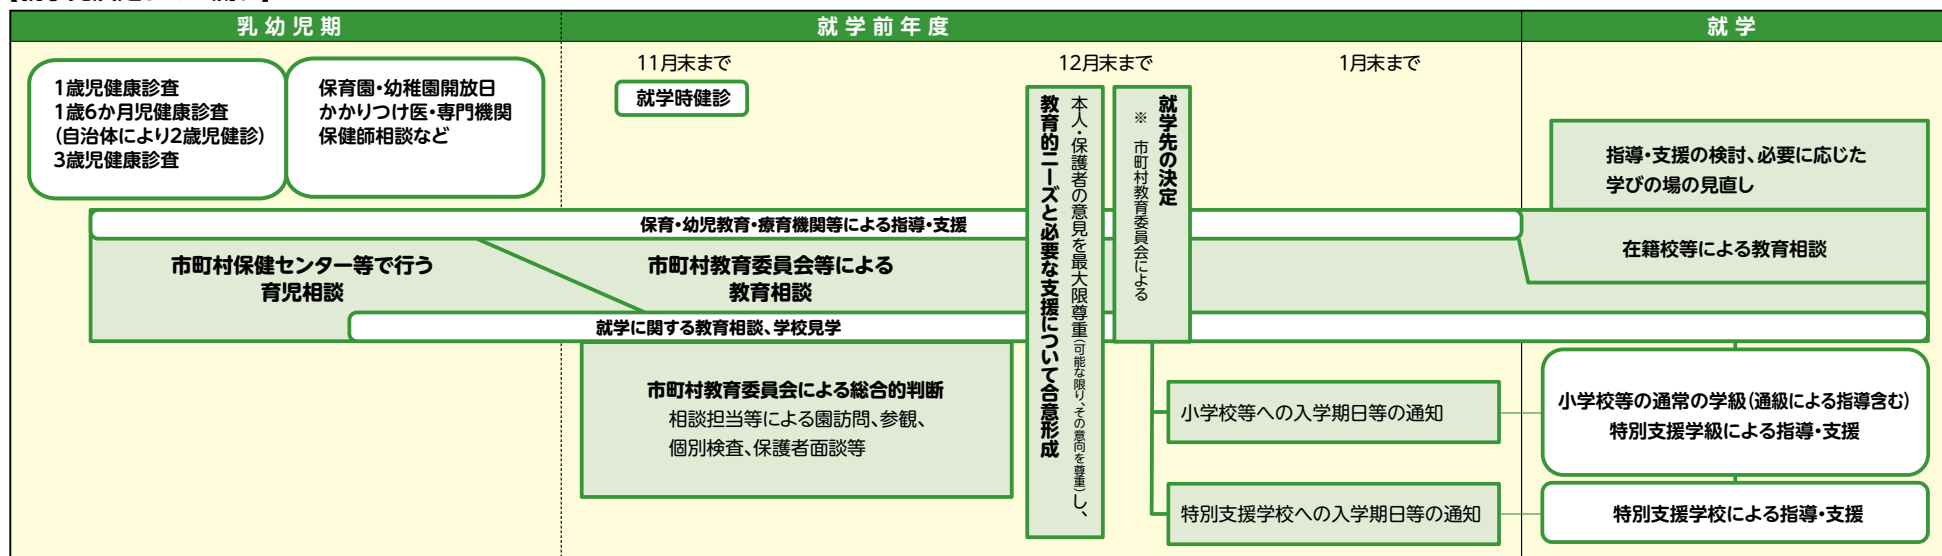 乳幼児期
就学前年度
就学
11月末まで
12月末まで
1月末まで
1歳児健康診査
1歳6か月児健康診査
(自治体により2歳児健診)
3歳児健康診査
保育園・幼稚園開放日
かかりつけ医・専門機関
保健師相談など
就学時健診
本人・保護者の意見を最大限尊重(可能な限り、その意向を尊重)し、
教育的ニーズと必要な支援について合意形成
就学先の決定
※ 市町村教育委員会による
指導・支援の検討、必要に応じた
学びの場の見直し
保育・幼児教育・療育機関等による指導・支援
市町村保健センター等で行う
育児相談
市町村教育委員会等による
教育相談
在籍校等による教育相談
就学に関する教育相談、学校見学
市町村教育委員会による総合的判断
相談担当等による園訪問、参観、
個別検査、保護者面談等
小学校等への入学期日等の通知
小学校等の通常の学級(通級による指導含む)
特別支援学級による指導・支援
特別支援学校への入学期日等の通知
特別支援学校による指導・支援